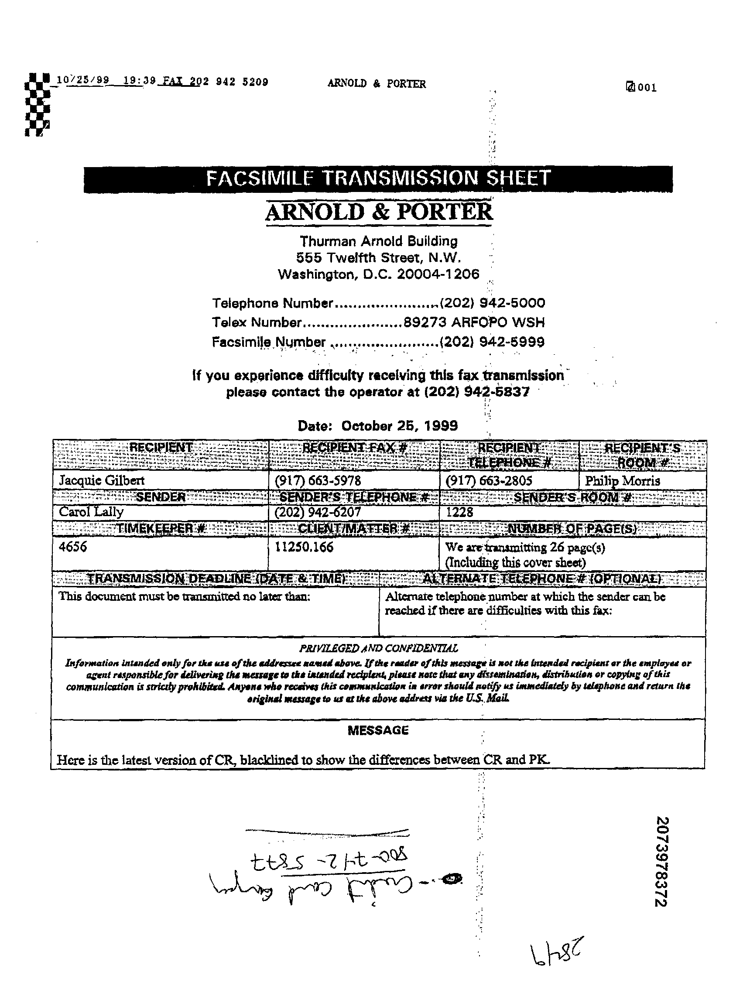 10/25/99 19:39 FAX 202 942 5209 ARNOLD & PORTER 001
FACSIMILE TRANSMISSION SHEET
ARNOLD & PORTER
Thurman Arnold Building
555 Twelfth Street, N.W.
Washington, D.C. 20004-1206
Telephone Number.......................(202) 942-5000
Telex Number......................89273 ARFOPO WSH
Facsimile Number ........................(202) 942-5999
If you experience difficulty receiving this fax transmission
please contact the operator at (202) 942-5837
Date: October 25, 1999
RECIPIENT RECIPIENT FAX # RECIPIENT TELEPHONE # RECIPIENT'S ROOM #
Jacquie Gilbert (917) 663-5978 (917) 663-2805 Philip Morris
SENDER SENDER'S TELEPHONE # SENDER'S ROOM #
Carol Lally (202) 942-6207 1228
TIMEKEEPER # CLIENT/MATTER # NUMBER OF PAGE(S)
4656 11250.166 We are transmitting 26 page(s)
(Including this cover sheet)
TRANSMISSION DEADLINE (DATE & TIME) ALTERNATE TELEPHONE # (OPTIONAL)
This document must be transmitted no later than: Alternate telephone number at which the sender can be
reached if there are difficulties with this fax:
PRIVILEGED AND CONFIDENTIAL
Information intended only for the use of the addressee named above. If the reader of this message is not the intended recipient or the employee or
agent responsible for delivering the message to the intended recipient, please note that any dissemination, distribution or copying of this
communication is strictly prohibited. Anyone who receives this communication in error should notify us immediately by telephone and return the
original message to us at the above address via the U.S. Mail.
MESSAGE
Here is the latest version of CR, blacklined to show the differences between CR and PK.
2073978372
Credit Card
800-742-5877
2849